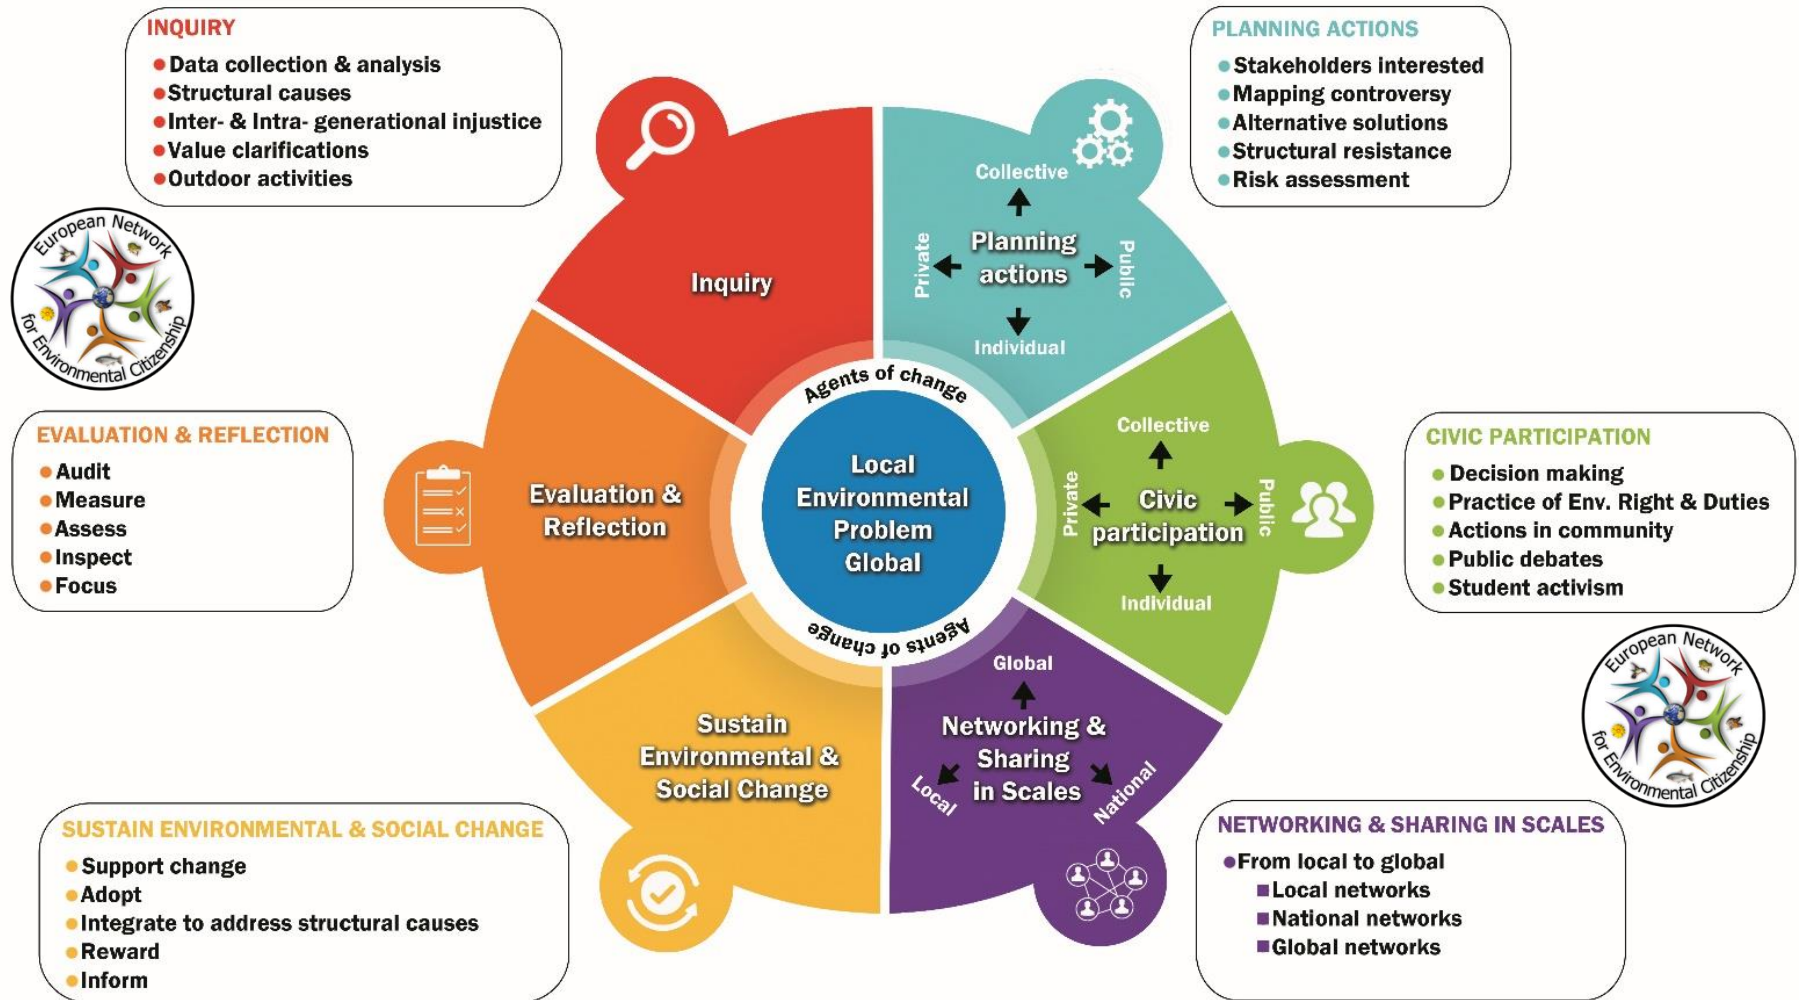 INQUIRY
Data collection & analysis
Structural causes
Inter- & Intra- generational injustice
Value clarifications
Outdoor activities
PLANNING ACTIONS
Stakeholders interested
Mapping controversy
Alternative solutions
Structural resistance
Risk assessment
European Network
for Environmental Citizenship
Inquiry
Collective
Private
Planning
actions
Public
Individual
Agents of change
Local
Environmental
Problem
Global
Agents of change
EVALUATION & REFLECTION
Audit
Measure
Assess
Inspect
Focus
Evaluation &
Reflection
Collective
Private
Civic
participation
Public
Individual
CIVIC PARTICIPATION
Decision making
Practice of Env. Right & Duties
Actions in community
Public debates
Student activism
European Network
for Environmental Citizenship
Sustain
Environmental &
Social Change
Global
Networking &
Sharing
in Scales
Local
National
SUSTAIN ENVIRONMENTAL & SOCIAL CHANGE
Support change
Adopt
Integrate to address structural causes
Reward
Inform
NETWORKING & SHARING IN SCALES
From local to global
Local networks
National networks
Global networks